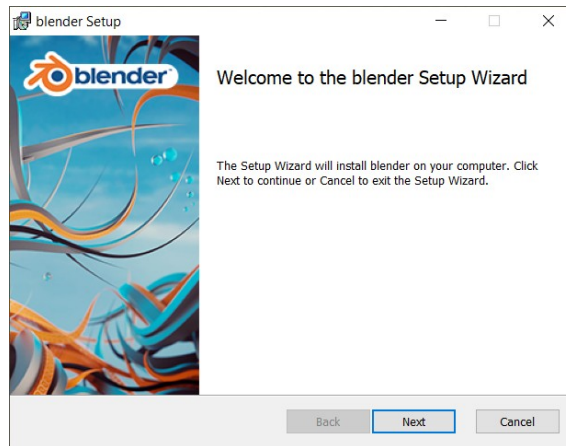 blender Setup
blender
Welcome to the blender Setup Wizard
The Setup Wizard will install blender on your computer. Click
Next to continue or Cancel to exit the Setup Wizard.
Back
Next
Cancel